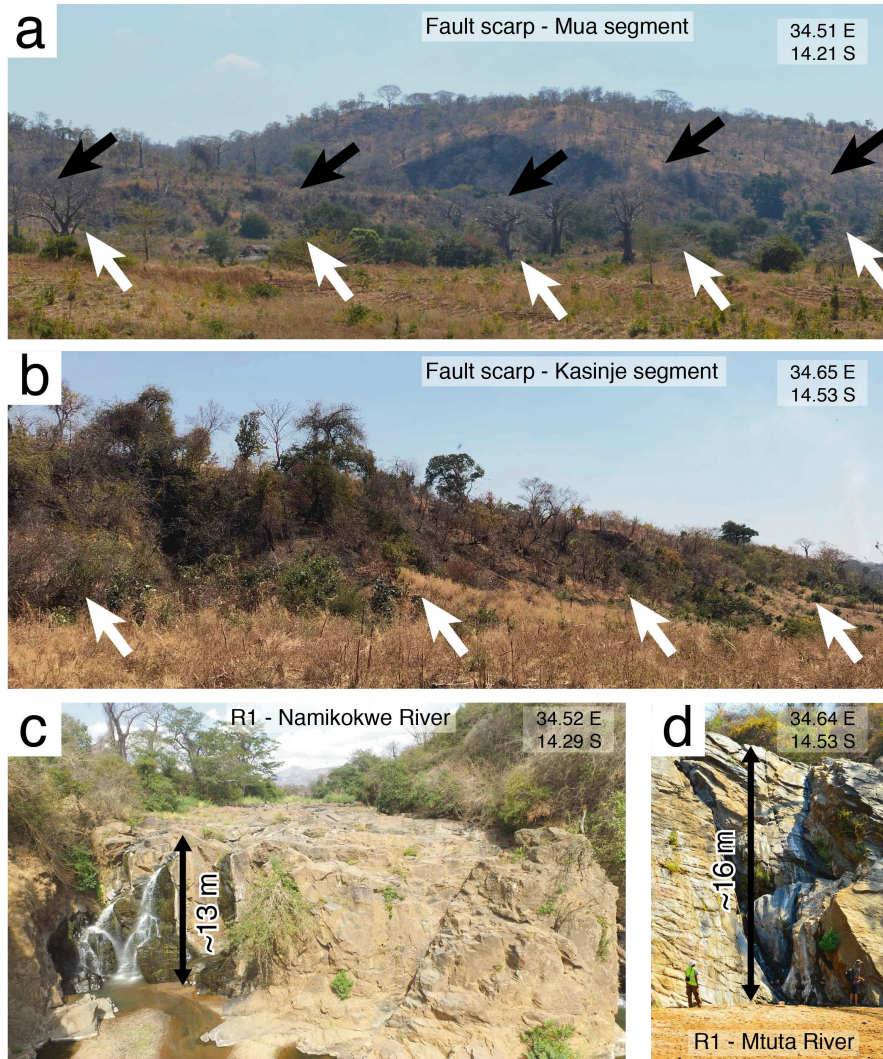 a
Fault scarp - Mua segment
34.51 E
14.21 S
b
Fault scarp - Kasinje segment
34.65 E
14.53 S
c
R1 - Namikokwe River
34.52 E
14.29 S
~13 m
d
34.64 E
14.53 S
~16 m
R1 - Mtuta River